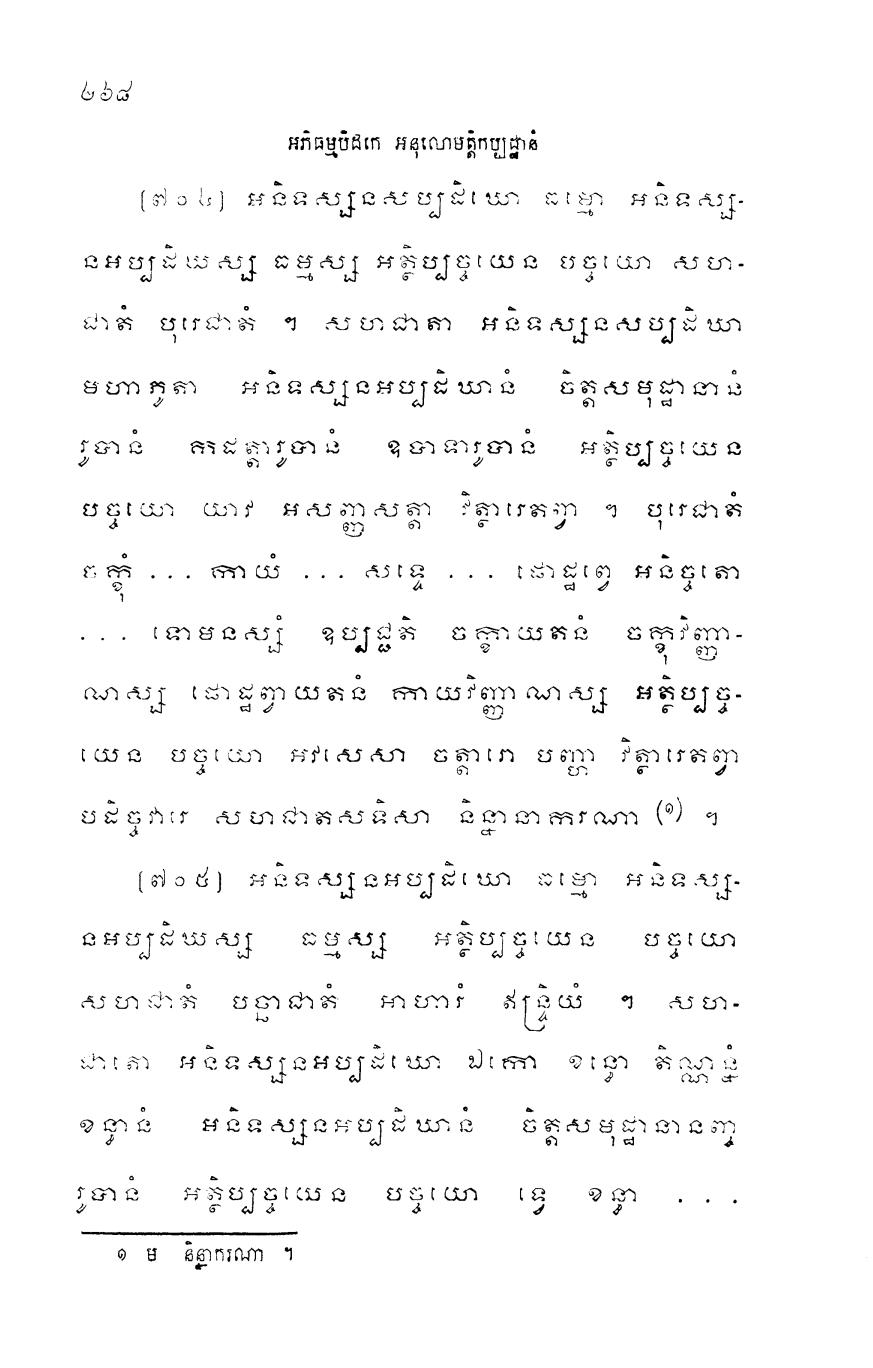 ៤៦៨
អភិធម្មបិដកេ អនុលោមត្តិកប្បដ្ឋានំ
[៧០៤] អនិទស្សនសប្បដិឃោ ធម្មោ អនិទស្ស-
នអប្បដិឃស្ស ធម្មស្ស អត្ថិប្បច្ចយេន បច្ចយោ សហ-
ជាតំ បុរេជាតំ ។ សហជាតា អនិទស្សនសប្បដិឃា
មហាភូតា អនិទស្សនអប្បដិឃានំ ចិត្តសមុដ្ឋានានំ
រូបានំ កដត្តារូបានំ ឧបាទារូបានំ អត្ថិប្បច្ចយេន
បច្ចយោ យាវ អសញ្ញសត្តា វិត្ថារេតព្វា ។ បុរេជាតំ
ចក្ខុំ ... កាយំ ... សទ្ទេ ... ផោដ្ឋព្វេ អនិច្ចតោ
... ទោមនស្សំ ឧប្បជ្ជតិ ចក្ខាយតនំ ចក្ខុវិញ្ញា-
ណស្ស ផោដ្ឋព្វាយតនំ កាយវិញ្ញាណស្ស អត្ថិប្បច្ច-
យេន បច្ចយោ អវសេសា ចត្តារោ បញ្ហា វិត្ថារេតព្វា
បដិច្ចវារេ សហជាតសទិសា និន្នានាករណា (១) ។
[៧០៥] អនិទស្សនអប្បដិឃោ ធម្មោ អនិទស្ស-
នអប្បដិឃស្ស ធម្មស្ស អត្ថិប្បច្ចយេន បច្ចយោ
សហជាតំ បច្ឆាជាតំ អាហារំ ឥន្ទ្រិយំ ។ សហ-
ជាតោ អនិទស្សនអប្បដិឃោ ឯកោ ខន្ធោ តិណ្ណន្នំ
ខន្ធានំ អនិទស្សនអប្បដិឃានំ ចិត្តសមុដ្ឋានានញ្ច
រូបានំ អត្ថិប្បច្ចយេន បច្ចយោ ទ្វេ ខន្ធា ...
១ ម និន្នាករណា ។